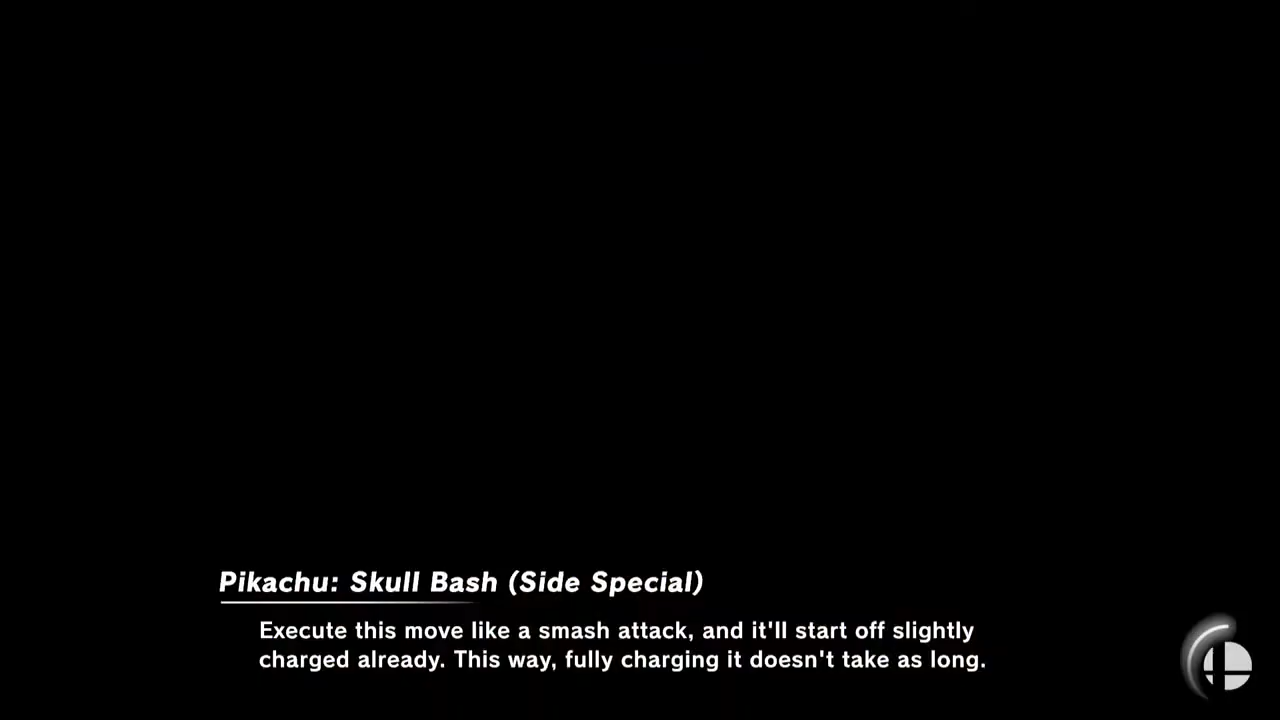 Pikachu: Skull Bash (Side Special)
Execute this move like a smash attack, and it'll start off slightly
charged already. This way, fully charging it doesn't take as long.